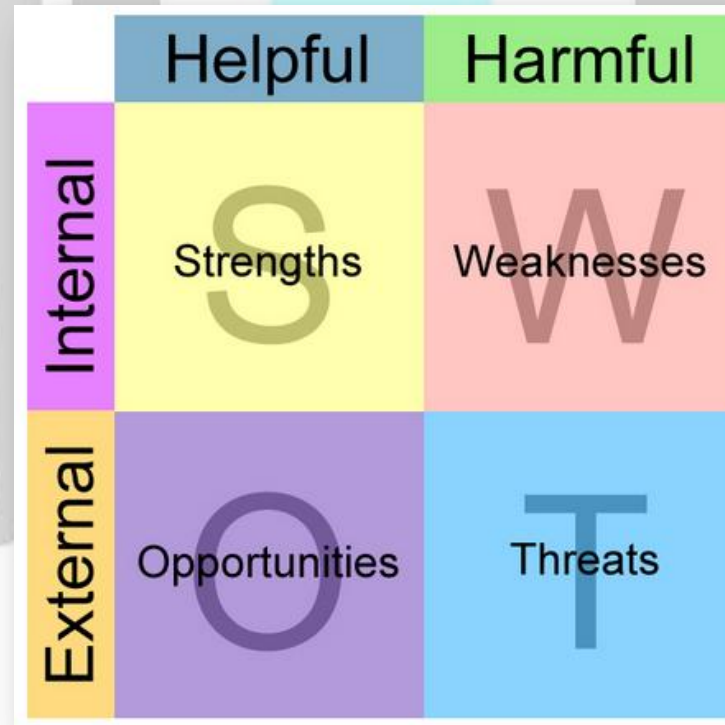 Helpful Harmful
Internal
S
Strengths
W
Weaknesses
External
O
Opportunities
T
Threats